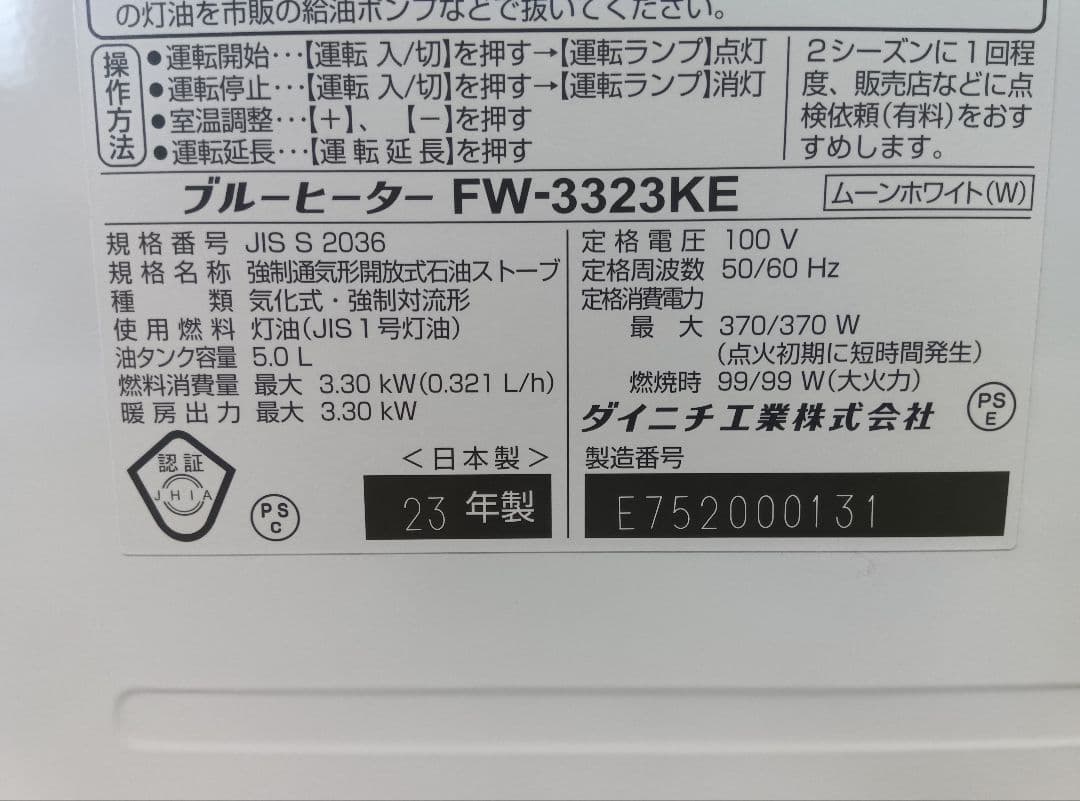 の灯油を市販の給油ポンプなどで抜いてください。
操作方法
●運転開始･･･【運転 入/切】を押す→【運転ランプ】点灯
●運転停止･･･【運転 入/切】を押す→【運転ランプ】消灯
●室温調整･･･【＋】、【－】を押す
●運転延長･･･【運 転 延 長】を押す
2シーズンに1回程
度、販売店などに点
検依頼(有料)をおす
すめします。
ブルーヒーター FW-3323KE
ムーンホワイト(W)
規格番号 JIS S 2036
規格名称 強制通気形開放式石油ストーブ
種類 気化式・強制対流形
使用燃料 灯油(JIS1号灯油)
油タンク容量 5.0 L
燃料消費量 最大 3.30 kW(0.321 L/h)
暖房出力 最大 3.30 kW
認証
JHIA
PS
C
<日本製>
23 年製
定格電圧 100 V
定格周波数 50/60 Hz
定格消費電力
最大 370/370 W
(点火初期に短時間発生)
燃焼時 99/99 W(大火力)
ダイニチ工業株式会社
PS
E
製造番号
E752000131